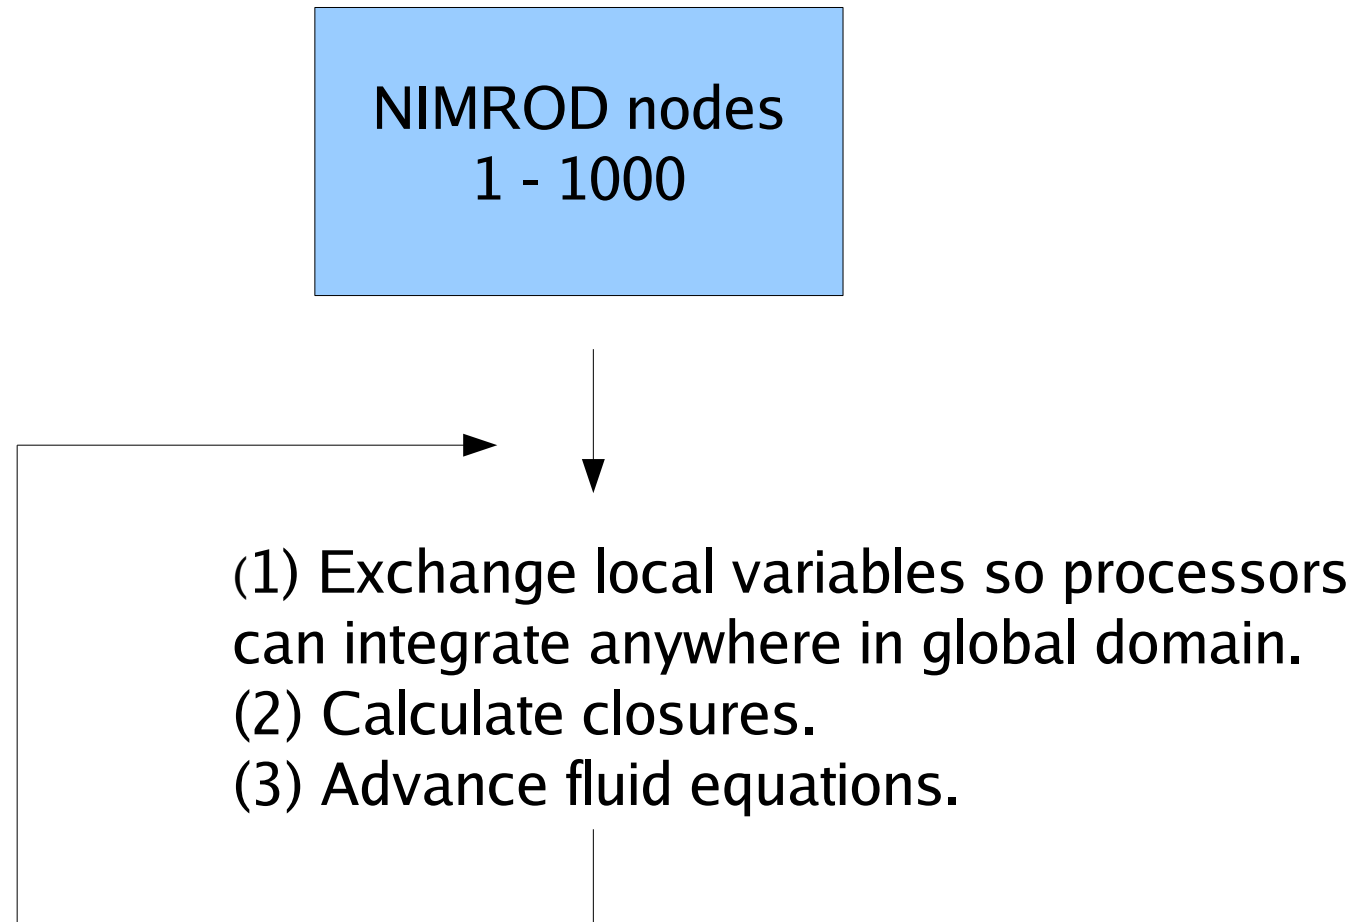 NIMROD nodes
1 - 1000
(1) Exchange local variables so processors
can integrate anywhere in global domain.
(2) Calculate closures.
(3) Advance fluid equations.